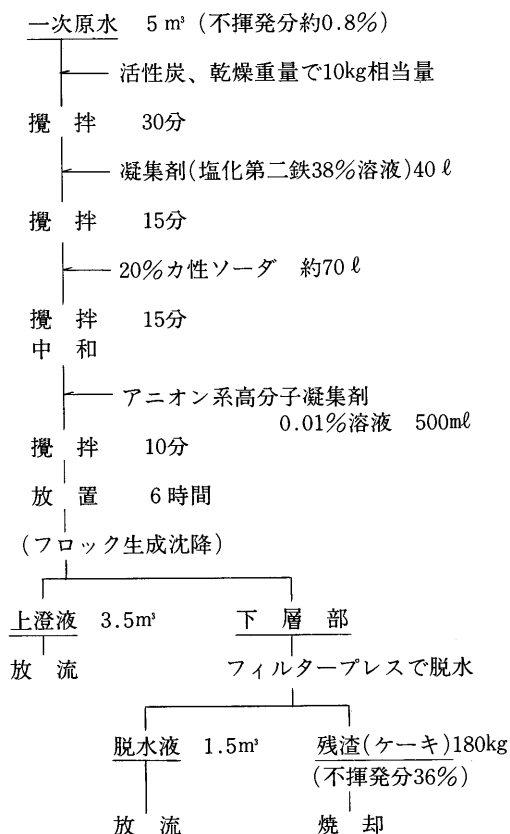 一次原水 5m³(不揮発分約0.8%)
活性炭、乾燥重量で10kg相当量
攪拌 30分
凝集剤(塩化第二鉄38%溶液)40ℓ
攪拌 15分
20%カ性ソーダ 約70ℓ
攪拌 15分
中和
アニオン系高分子凝集剤
0.01%溶液 500mℓ
攪拌 10分
放置 6時間
(フロック生成沈降)
上澄液 3.5m³ 下層部
放流 フィルタープレスで脱水
脱水液 1.5m³ 残渣(ケーキ)180kg
(不揮発分36%)
放流 焼却